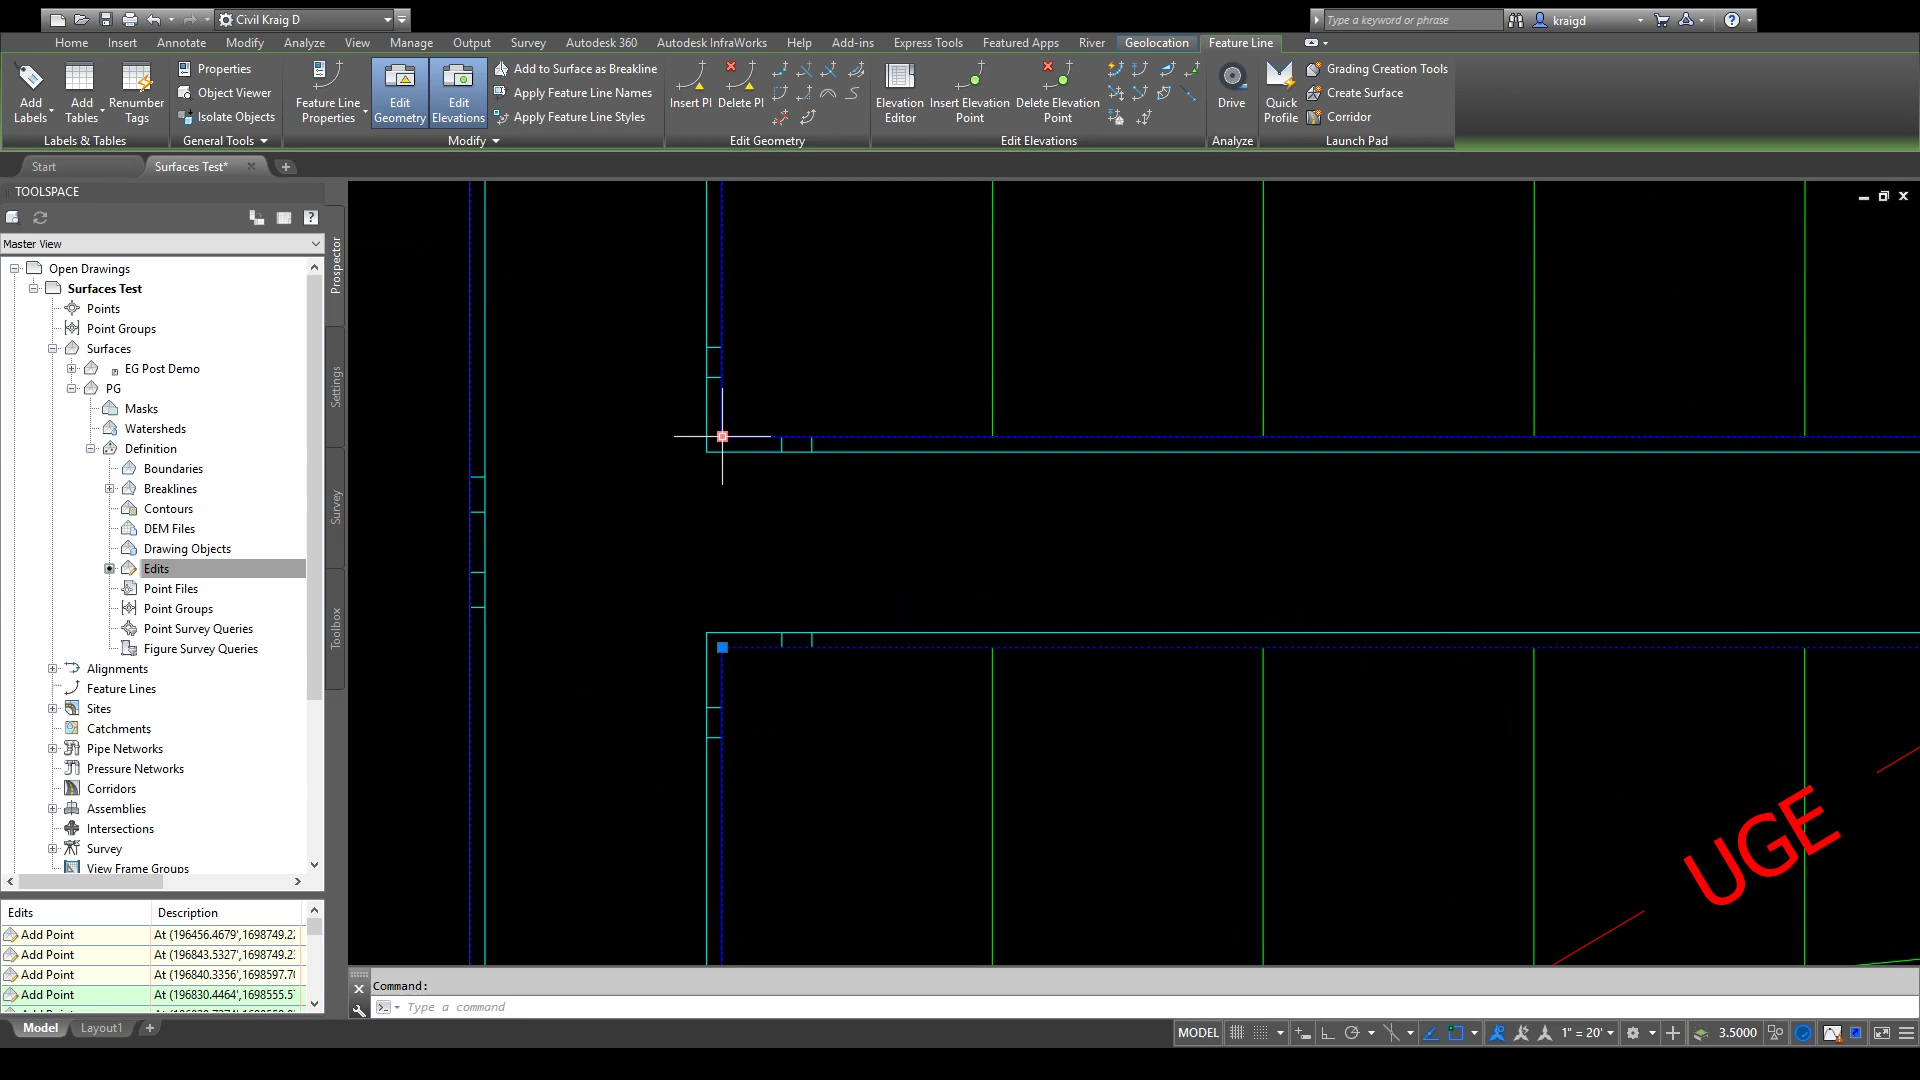 Civil Kraig D
Type a keyword or phrase
kraigd
Home Insert Annotate Modify Analyze View Manage Output Survey Autodesk 360 Autodesk InfraWorks Help Add-ins Express Tools Featured Apps River Geolocation Feature Line
Add Labels
Add Tables
Renumber Tags
Labels & Tables
Properties
Object Viewer
Isolate Objects
General Tools
Feature Line Properties
Edit Geometry
Edit Elevations
Add to Surface as Breakline
Apply Feature Line Names
Apply Feature Line Styles
Modify
Insert PI
Delete PI
Edit Geometry
Elevation Editor
Insert Elevation Point
Delete Elevation Point
Edit Elevations
Drive
Analyze
Quick Profile
Grading Creation Tools
Create Surface
Corridor
Launch Pad
Start
Surfaces Test*
TOOLSPACE
Master View
Open Drawings
Surfaces Test
Points
Point Groups
Surfaces
EG Post Demo
PG
Masks
Watersheds
Definition
Boundaries
Breaklines
Contours
DEM Files
Drawing Objects
Edits
Point Files
Point Groups
Point Survey Queries
Figure Survey Queries
Alignments
Feature Lines
Sites
Catchments
Pipe Networks
Pressure Networks
Corridors
Assemblies
Intersections
Survey
View Frame Groups
Prospector
Settings
Survey
Toolbox
Edits Description
Add Point At (196456.4679',1698749.22
Add Point At (196843.5327',1698749.23
Add Point At (196840.3356',1698597.70
Add Point At (196830.4464',1698555.57
UGE
Command:
Type a command
Model Layout1
MODEL
1" = 20'
3.5000